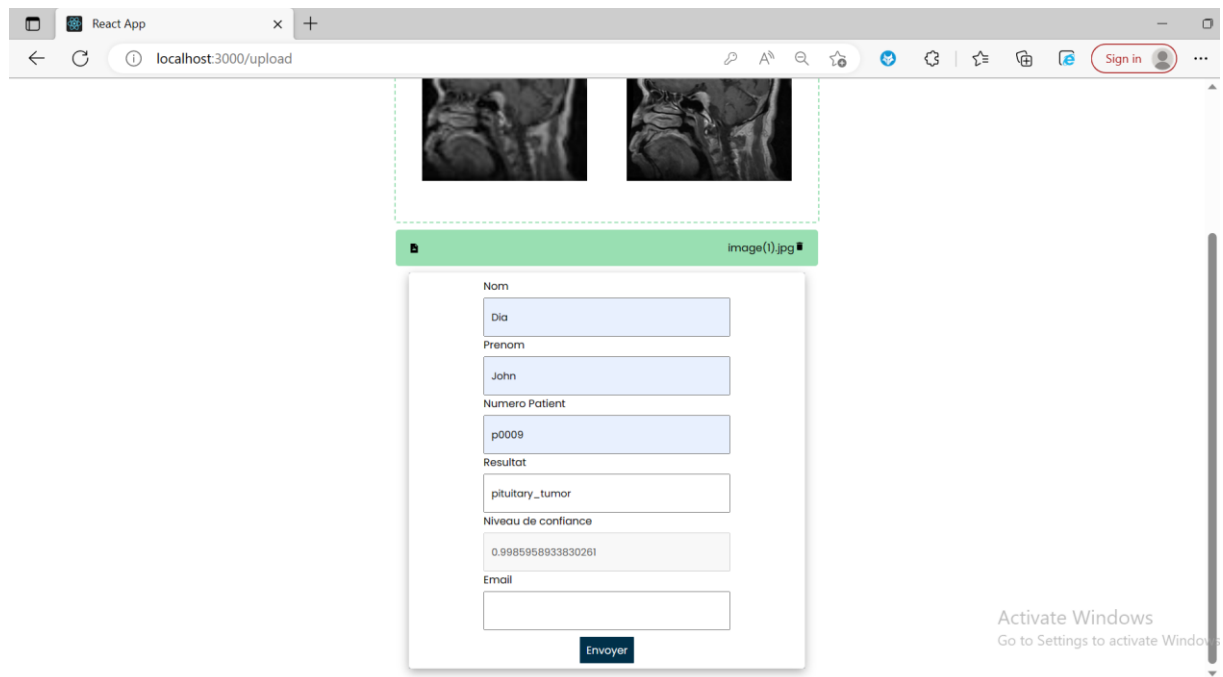 React App
localhost:3000/upload
Sign in
image(1).jpg
Nom
Dia
Prenom
John
Numero Patient
p0009
Resultat
pituitary_tumor
Niveau de confiance
0.9985958933830261
Email
Envoyer
Activate Windows
Go to Settings to activate Windows